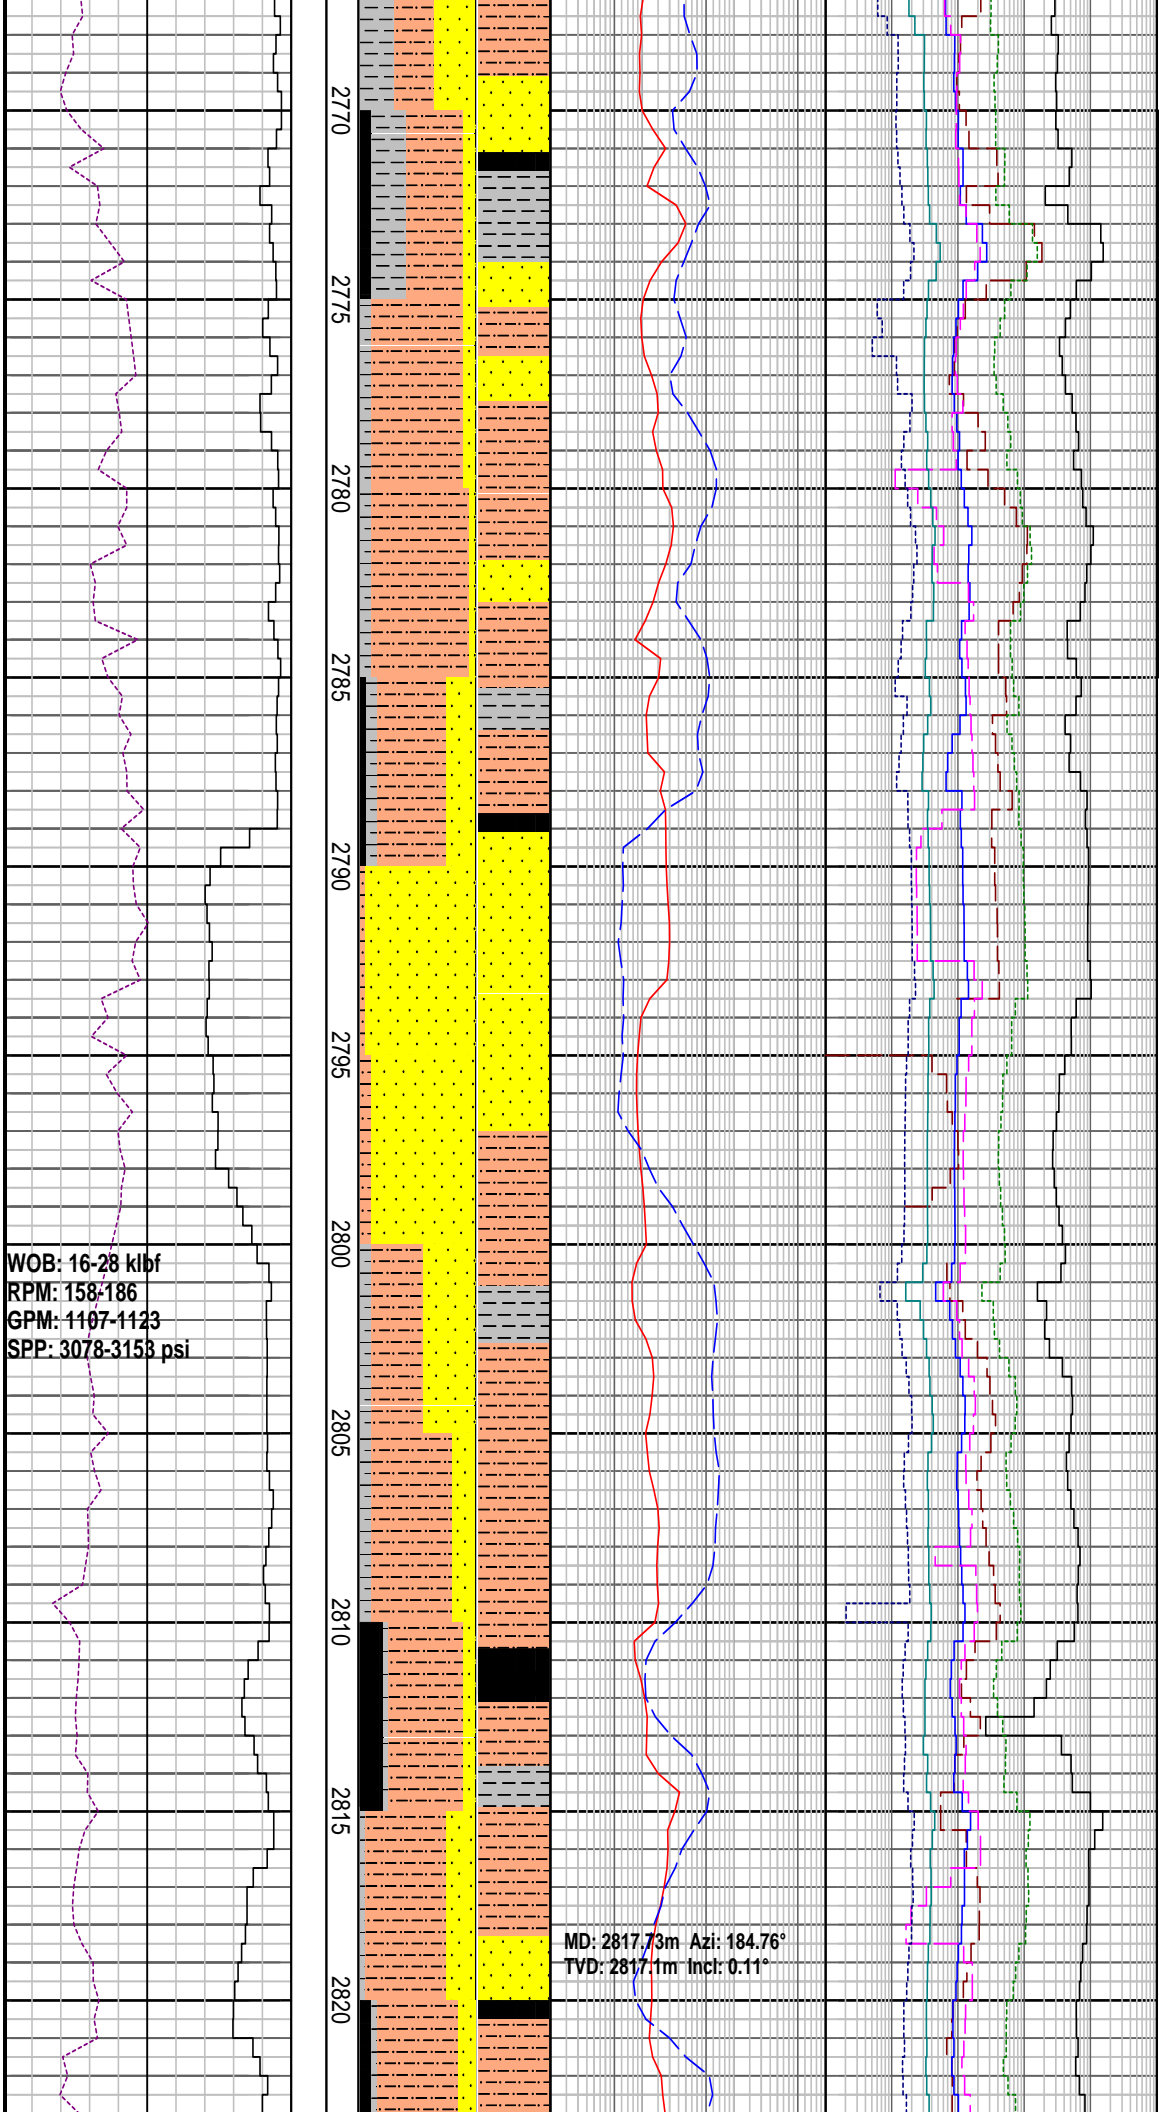 2770
2775
2780
2785
2790
2795
2800
WOB: 16-28 klbf
RPM: 158-186
GPM: 1107-1123
SPP: 3078-3153 psi
2805
2810
2815
MD: 2817.73m Azi: 184.76°
TVD: 2817.1m Incl: 0.11°
2820